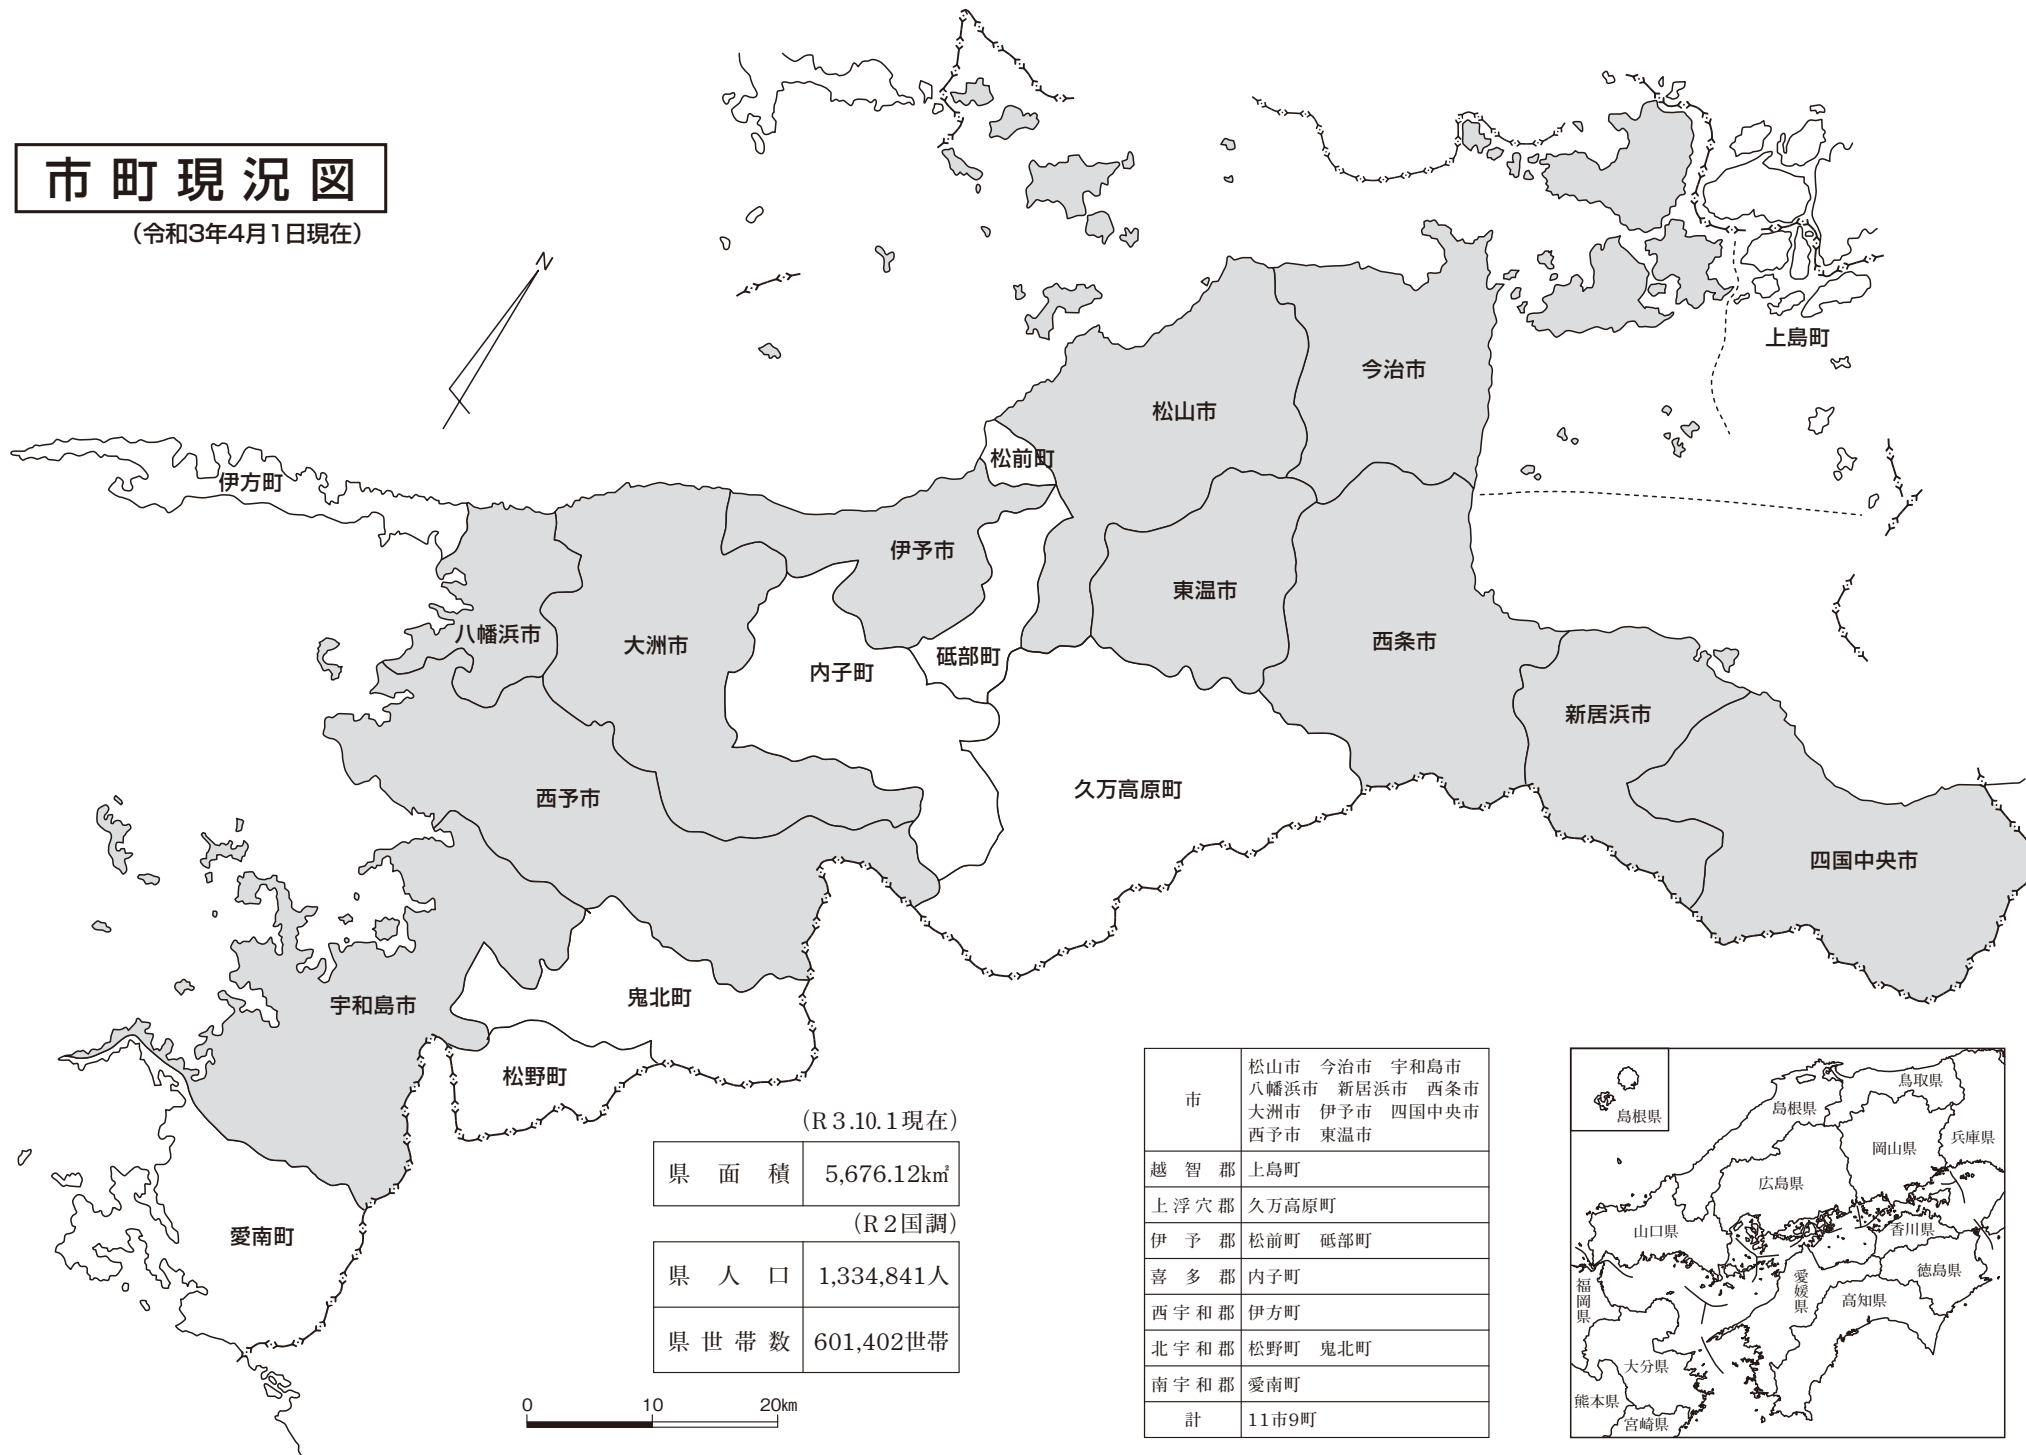 市町現況図
（令和3年4月1日現在）
N
上島町
今治市
松山市
松前町
伊方町
伊予市
東温市
八幡浜市
大洲市
西条市
砥部町
内子町
新居浜市
久万高原町
西予市
四国中央市
鬼北町
宇和島市
松野町
愛南町
（R3.10.1現在）
県面積 5,676.12k㎡
（R2国調）
県人口 1,334,841人
県世帯数 601,402世帯
0 10 20㎞
市 松山市 今治市 宇和島市
八幡浜市 新居浜市 西条市
大洲市 伊予市 四国中央市
西予市 東温市
越智郡 上島町
上浮穴郡 久万高原町
伊予郡 松前町 砥部町
喜多郡 内子町
西宇和郡 伊方町
北宇和郡 松野町 鬼北町
南宇和郡 愛南町
計 11市9町
島根県
鳥取県
島根県
兵庫県
岡山県
広島県
山口県
香川県
徳島県
愛媛県
高知県
福岡県
大分県
熊本県
宮崎県